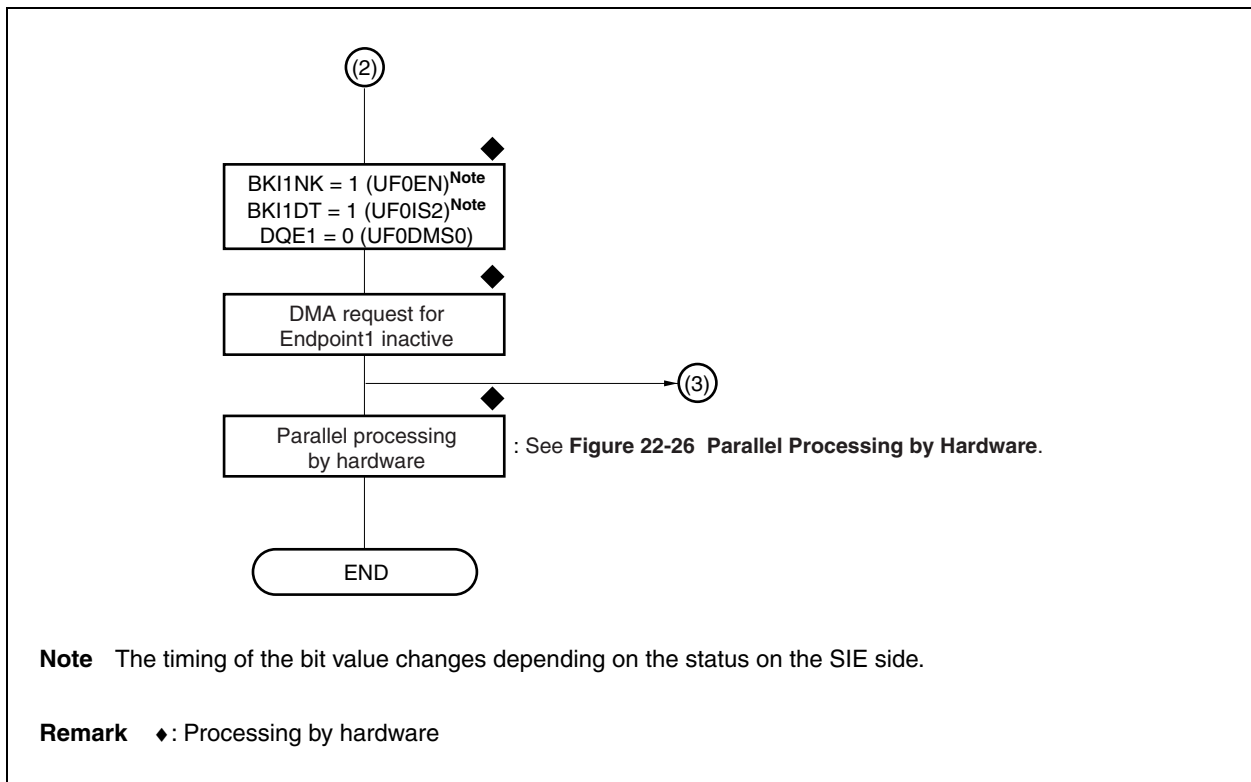 (2)
BKI1NK = 1 (UF0EN)Note
BKI1DT = 1 (UF0IS2)Note
DQE1 = 0 (UF0DMS0)
DMA request for
Endpoint1 inactive
(3)
Parallel processing
by hardware
: See Figure 22-26 Parallel Processing by Hardware.
END
Note The timing of the bit value changes depending on the status on the SIE side.
Remark ♦: Processing by hardware